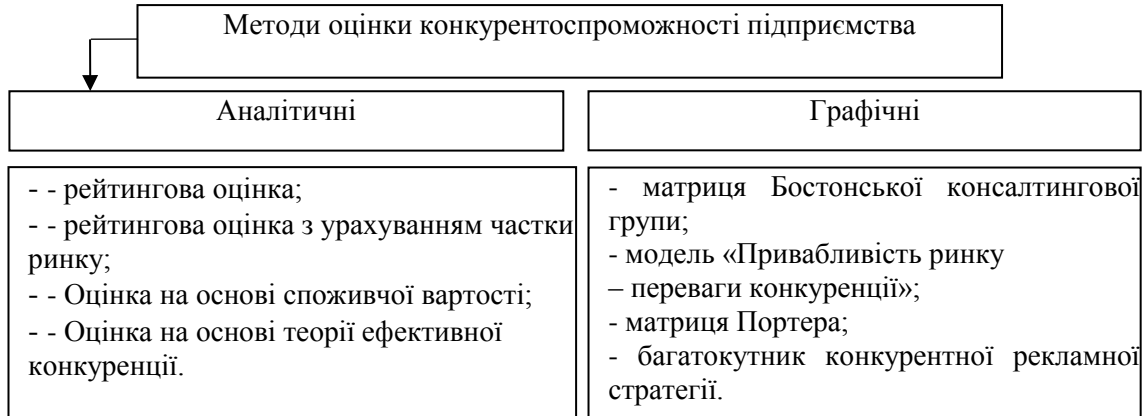 Методи оцінки конкурентоспроможності підприємства
Аналітичні
- - рейтингова оцінка;
- - рейтингова оцінка з урахуванням частки
ринку;
- - Оцінка на основі споживчої вартості;
- - Оцінка на основі теорії ефективної
конкуренції.
Графічні
- матриця Бостонської консалтингової
групи;
- модель «Привабливість ринку
– переваги конкуренції»;
- матриця Портера;
- багатокутник конкурентної рекламної
стратегії.